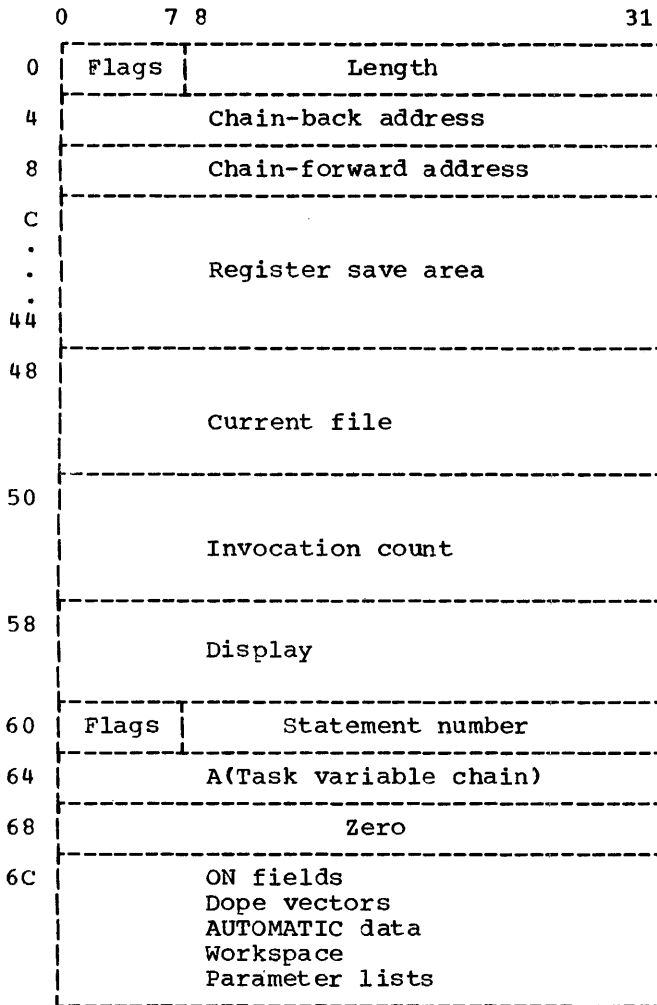 0 7 8 31
0 Flags Length
4 Chain-back address
8 Chain-forward address
C
.
. Register save area
.
44
48
Current file
50
Invocation count
58
Display
60 Flags Statement number
64 A(Task variable chain)
68 Zero
6C ON fields
Dope vectors
AUTOMATIC data
Workspace
Parameter lists